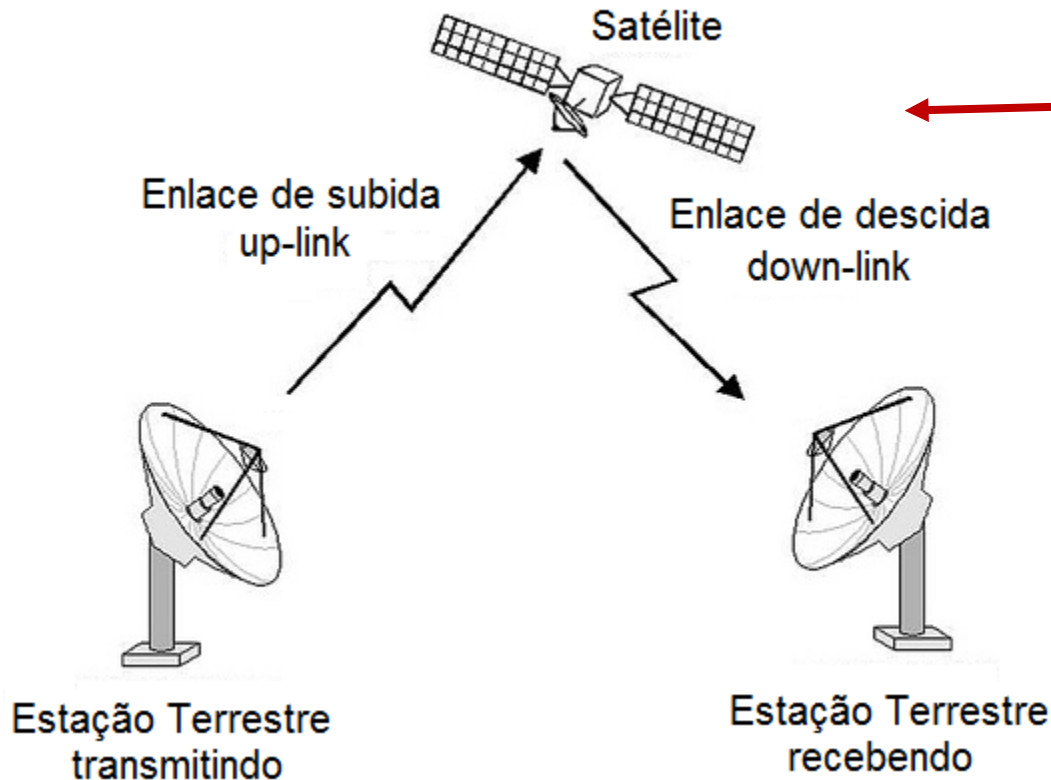 Satélite
Enlace de subida
up-link
Enlace de descida
down-link
Estação Terrestre
transmitindo
Estação Terrestre
recebendo